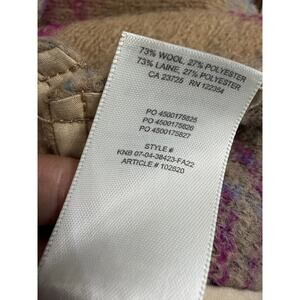 73% WOOL, 27% POLYESTER
73% LAINE, 27% POLYESTER
CA 23725 RN 122354
PO 4500175825
PO 4500175826
PO 4500175827
STYLE #
KNB 07-04-38423-FA22
ARTICLE # 102820